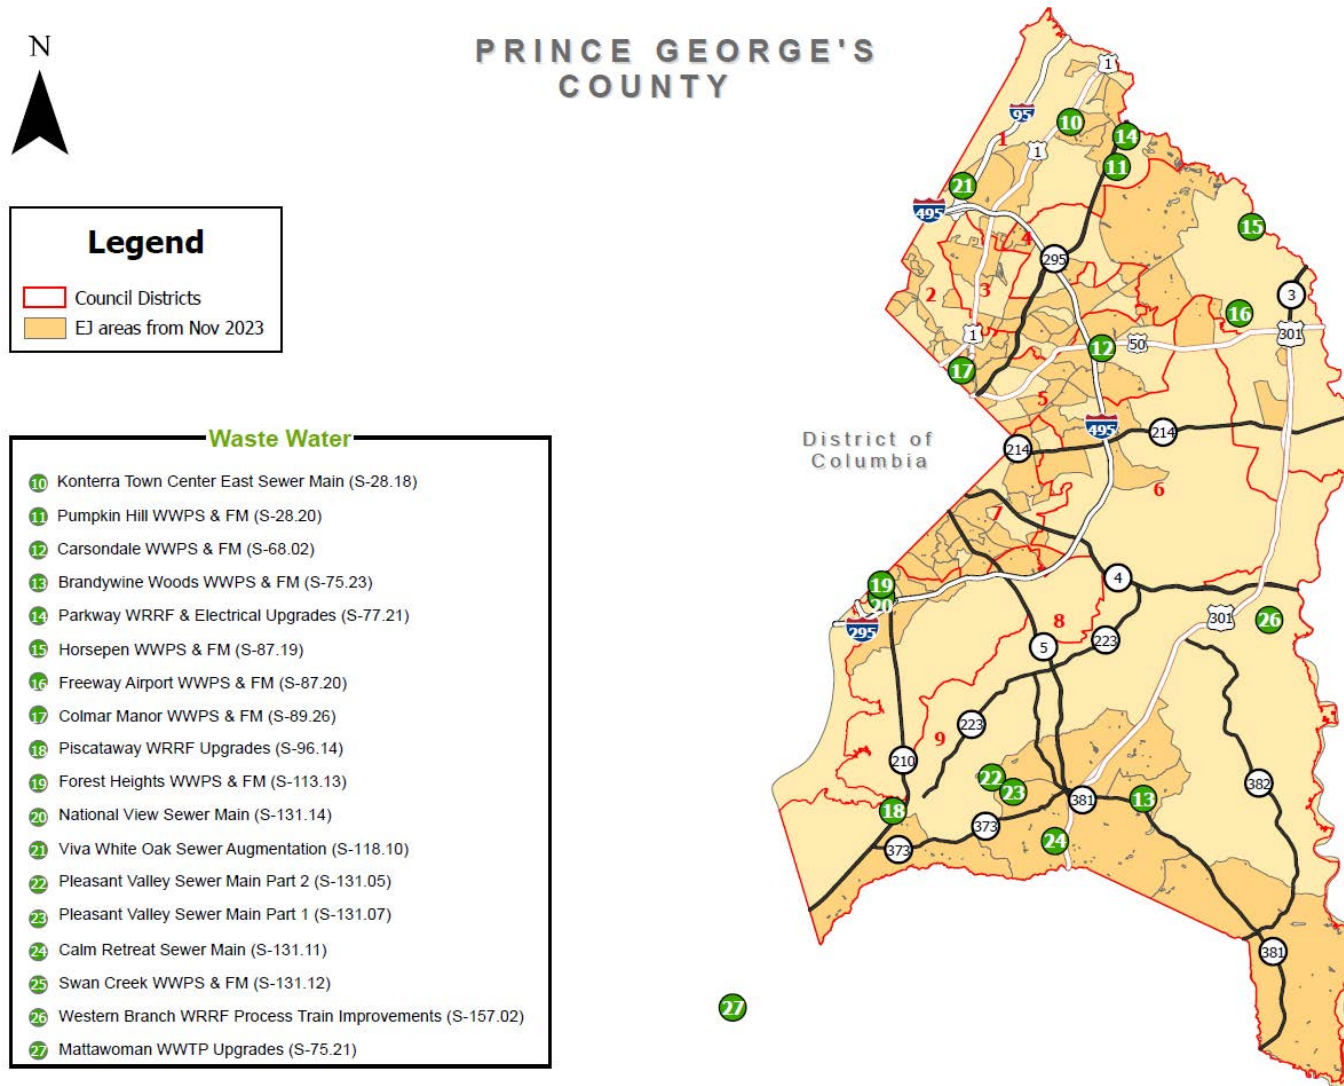 N
PRINCE GEORGE'S
COUNTY
Legend
Council Districts
EJ areas from Nov 2023
Waste Water
10 Konterra Town Center East Sewer Main (S-28.18)
11 Pumpkin Hill WWPS & FM (S-28.20)
12 Carsondale WWPS & FM (S-68.02)
13 Brandywine Woods WWPS & FM (S-75.23)
14 Parkway WRRF & Electrical Upgrades (S-77.21)
15 Horsepen WWPS & FM (S-87.19)
16 Freeway Airport WWPS & FM (S-87.20)
17 Colmar Manor WWPS & FM (S-89.26)
18 Piscataway WRRF Upgrades (S-96.14)
19 Forest Heights WWPS & FM (S-113.13)
20 National View Sewer Main (S-131.14)
21 Viva White Oak Sewer Augmentation (S-118.10)
22 Pleasant Valley Sewer Main Part 2 (S-131.05)
23 Pleasant Valley Sewer Main Part 1 (S-131.07)
24 Calm Retreat Sewer Main (S-131.11)
25 Swan Creek WWPS & FM (S-131.12)
26 Western Branch WRRF Process Train Improvements (S-157.02)
27 Mattawoman WWTP Upgrades (S-75.21)
1
95
10
1
14
1
11
21
495
15
4
295
2
3
3
16
1
50
301
12
17
5
495
214
214
District of
Columbia
6
7
4
19
20
295
8
301
26
223
5
223
9
210
22
23
382
18
381
13
373
24
373
381
27